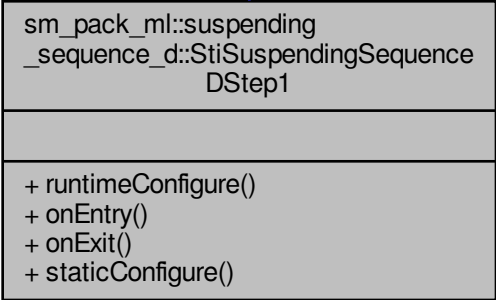 sm_pack_ml::suspending
_sequence_d::StiSuspendingSequence
DStep1
+ runtimeConfigure()
+ onEntry()
+ onExit()
+ staticConfigure()